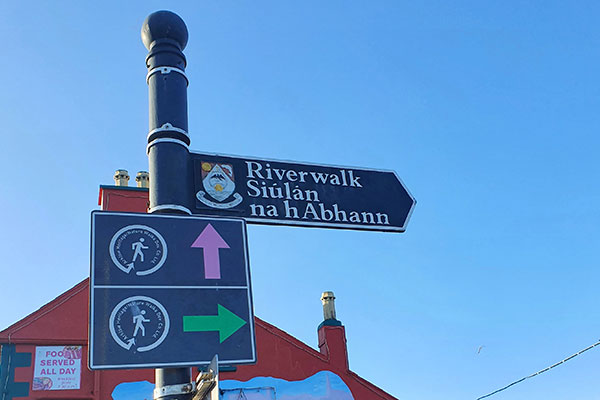 Riverwalk
Siúlán
na hAbhann
FOOD
SERVED
ALL DAY